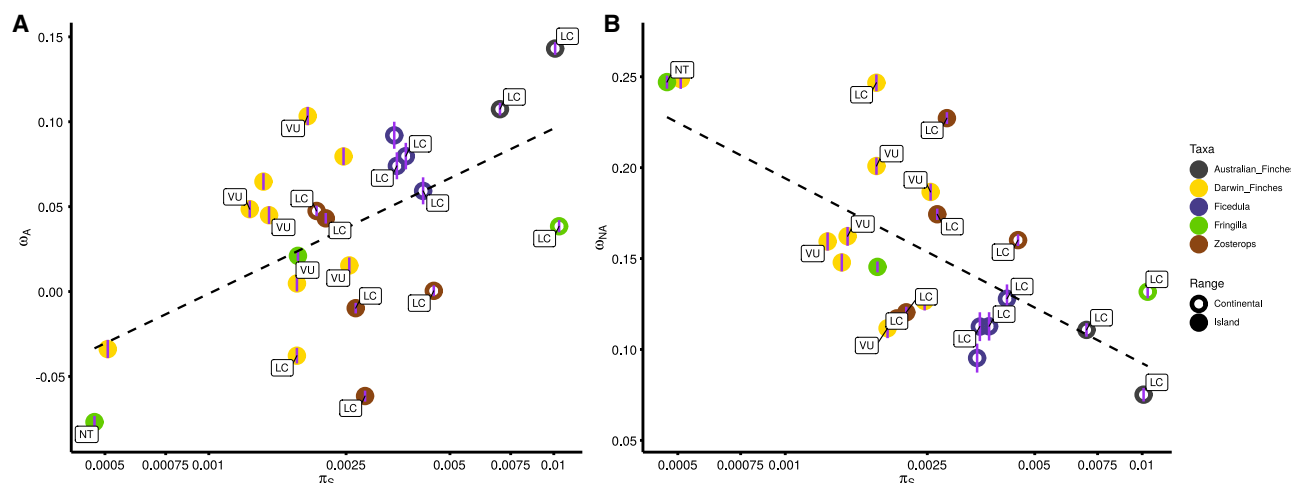 A
B
0.15
0.10
0.05
0.00
-0.05
ωA
LC
LC
VU
LC
LC
LC
VU
VU
LC
LC
LC
VU
VU
LC
LC
LC
LC
NT
0.0005
0.00075
0.001
0.0025
0.005
0.0075
0.01
πS
0.25
0.20
0.15
0.10
0.05
ωNA
NT
LC
LC
VU
VU
LC
VU
VU
LC
LC
LC
LC
LC
LC
LC
VU
LC
LC
LC
0.0005
0.00075
0.001
0.0025
0.005
0.0075
0.01
πS
Taxa
Australian_Finches
Darwin_Finches
Ficedula
Fringilla
Zosterops
Range
Continental
Island